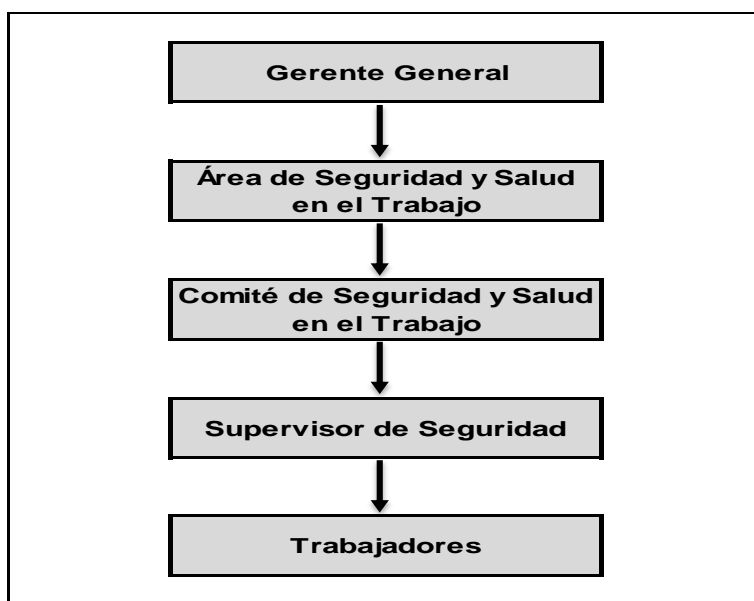 Gerente General
Área de Seguridad y Salud
en el Trabajo
Comité de Seguridad y Salud
en el Trabajo
Supervisor de Seguridad
Trabajadores